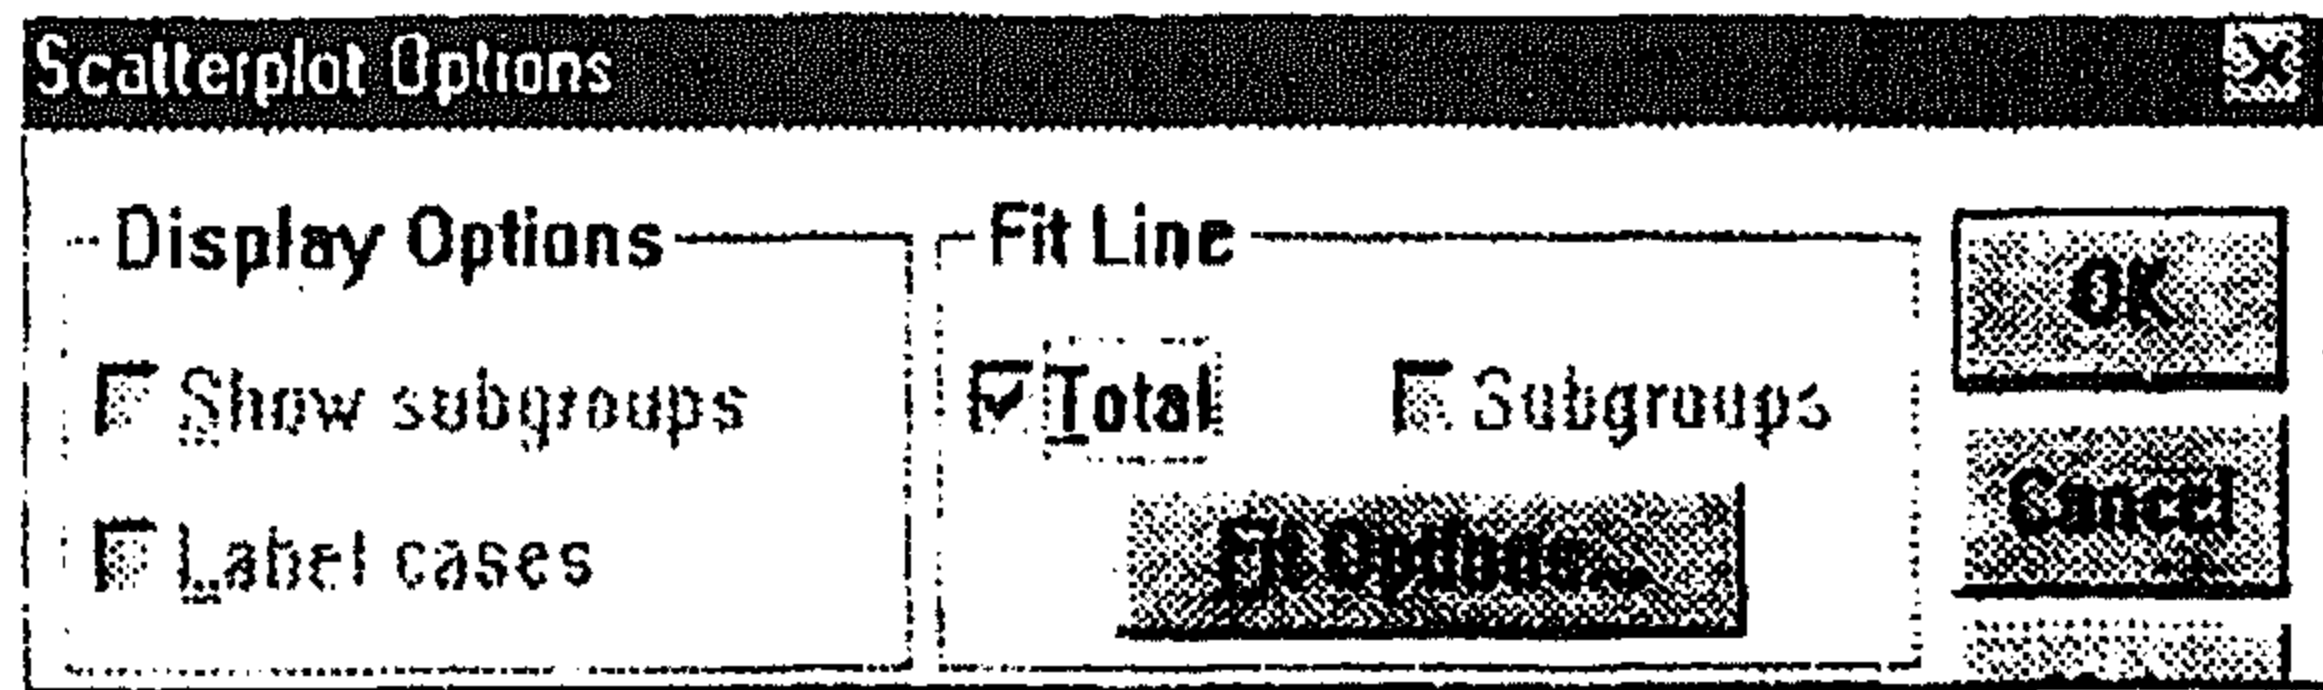 Scatterplot Options
Display Options
Show subgroups
Label cases
Fit Line
Total
Subgroups
Fit Options...
OK
Cancel